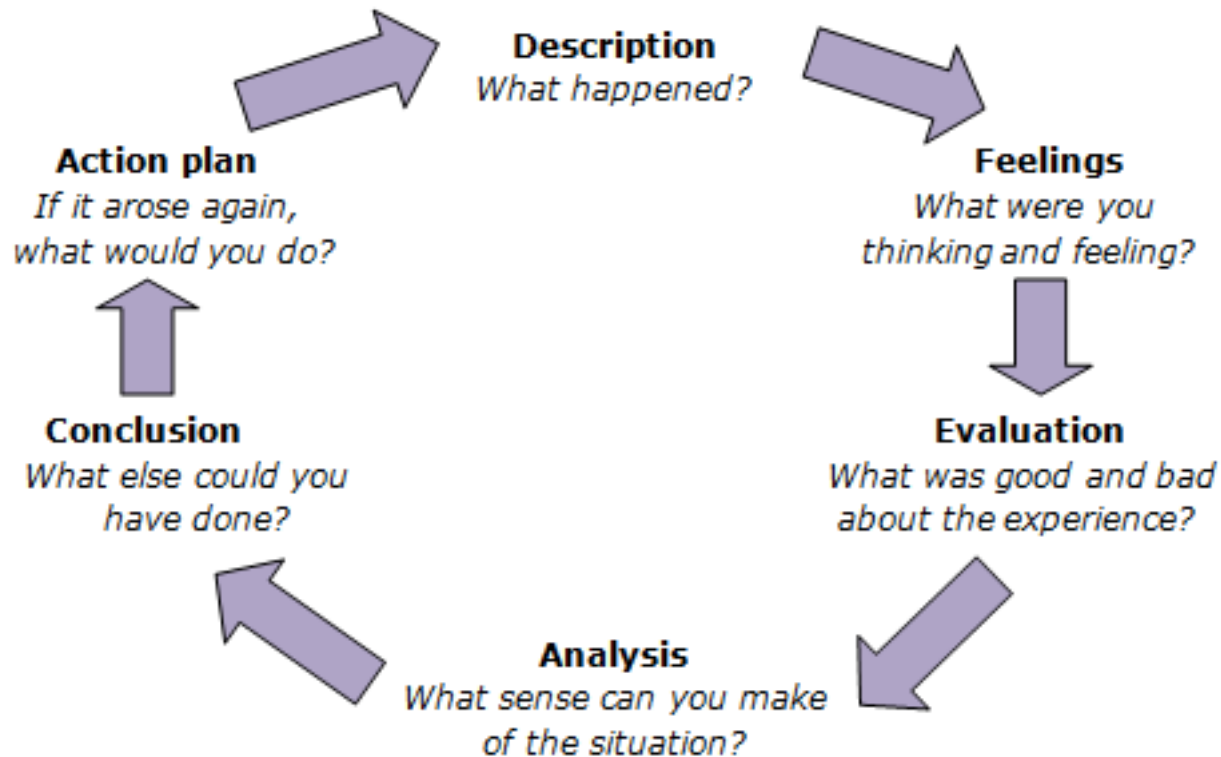 Description
What happened?
Feelings
What were you
thinking and feeling?
Evaluation
What was good and bad
about the experience?
Analysis
What sense can you make
of the situation?
Conclusion
What else could you
have done?
Action plan
If it arose again,
what would you do?